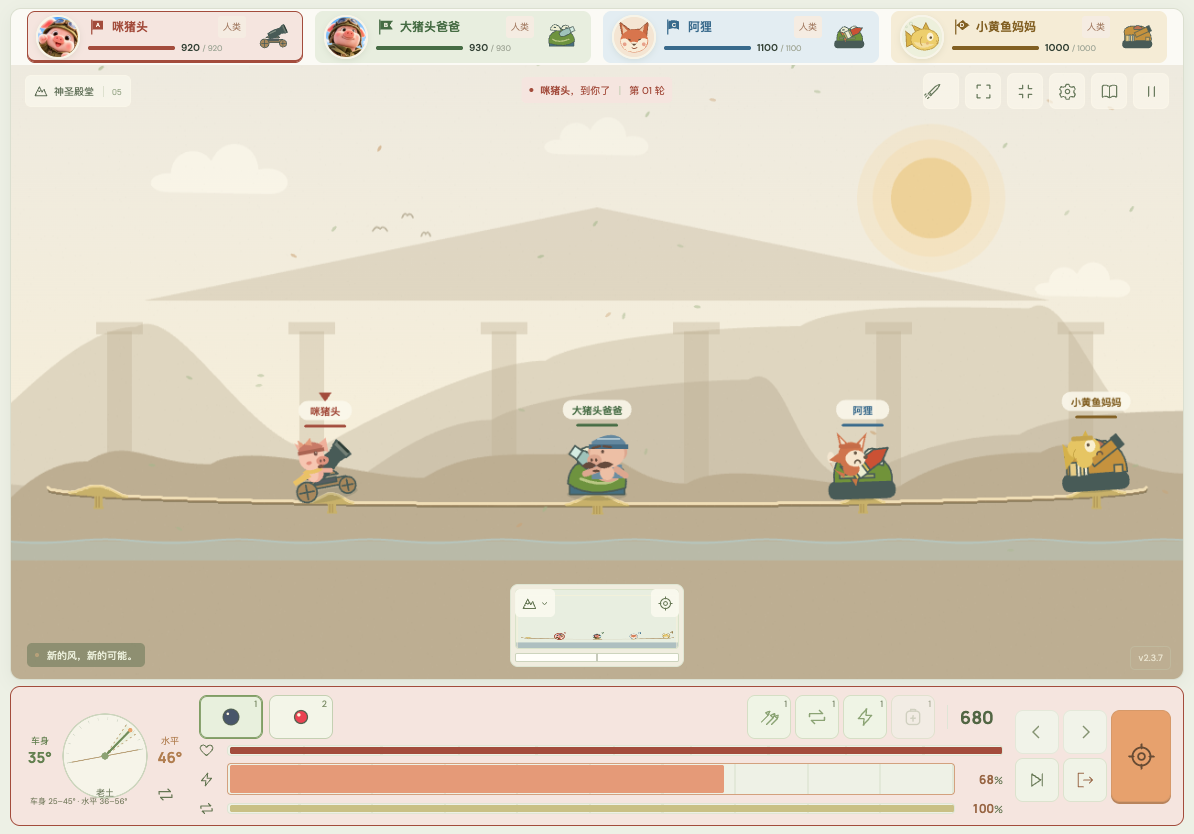 咪猪头
人类
920 / 920
大猪头爸爸
人类
930 / 930
阿狸
人类
1100 / 1100
小黄鱼妈妈
人类
1000 / 1000
神圣殿堂 05
咪猪头，到你了 第 01 轮
咪猪头
大猪头爸爸
阿狸
小黄鱼妈妈
新的风，新的可能。
v2.3.7
车身
35°
水平
46°
老土
车身 25–45° · 水平 36–56°
1
2
1
1
1
1
680
68%
100%